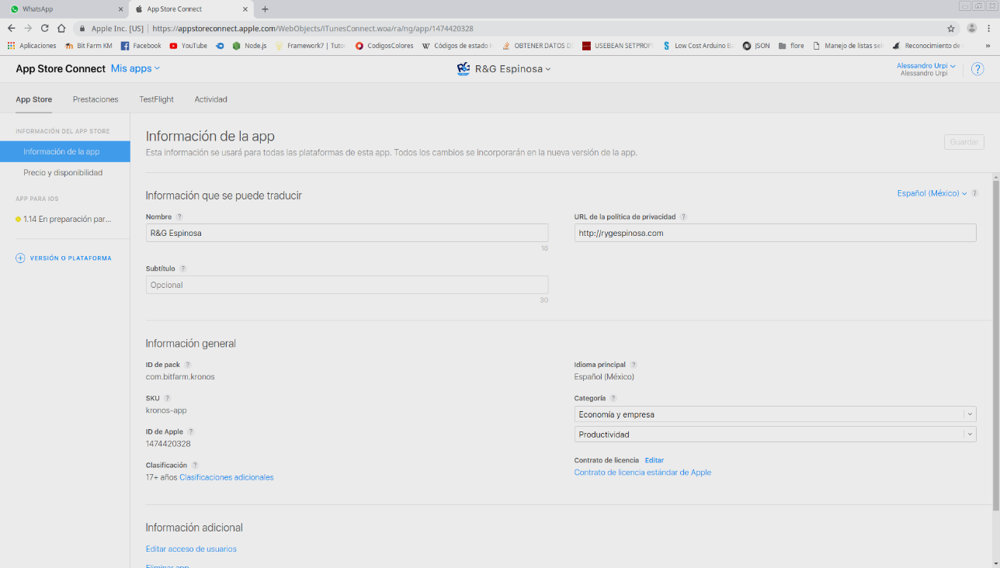 WhatsApp
App Store Connect
Apple Inc. [US] | https://appstoreconnect.apple.com/WebObjects/iTunesConnect.woa/ra/ng/app/1474420328
Aplicaciones Bit Farm KM Facebook YouTube Node.js Framework7 | Tuto CodigosColores Códigos de estado OBTENER DATOS USEBEAN SETPROP Low Cost Arduino JSON flore Manejo de listas sel Reconocimiento de »
App Store Connect Mis apps R&G Espinosa Alessandro Urpi ?
Alessandro Urpi
App Store Prestaciones TestFlight Actividad
INFORMACIÓN DEL APP STORE
Información de la app
Precio y disponibilidad
APP PARA IOS
1.14 En preparación par...
VERSIÓN O PLATAFORMA
Información de la app
Esta información se usará para todas las plataformas de esta app. Todos los cambios se incorporarán en la nueva versión de la app.
Guardar
Información que se puede traducir
Español (México) ?
Nombre ?
R&G Espinosa
18
URL de la política de privacidad ?
http://rygespinosa.com
Subtítulo ?
Opcional
30
Información general
ID de pack ?
com.bitfarm.kronos
SKU ?
kronos-app
ID de Apple ?
1474420328
Clasificación ?
17+ años Clasificaciones adicionales
Idioma principal ?
Español (México)
Categoría ?
Economía y empresa
Productividad
Contrato de licencia Editar
Contrato de licencia estándar de Apple
Información adicional
Editar acceso de usuarios
Eliminar app